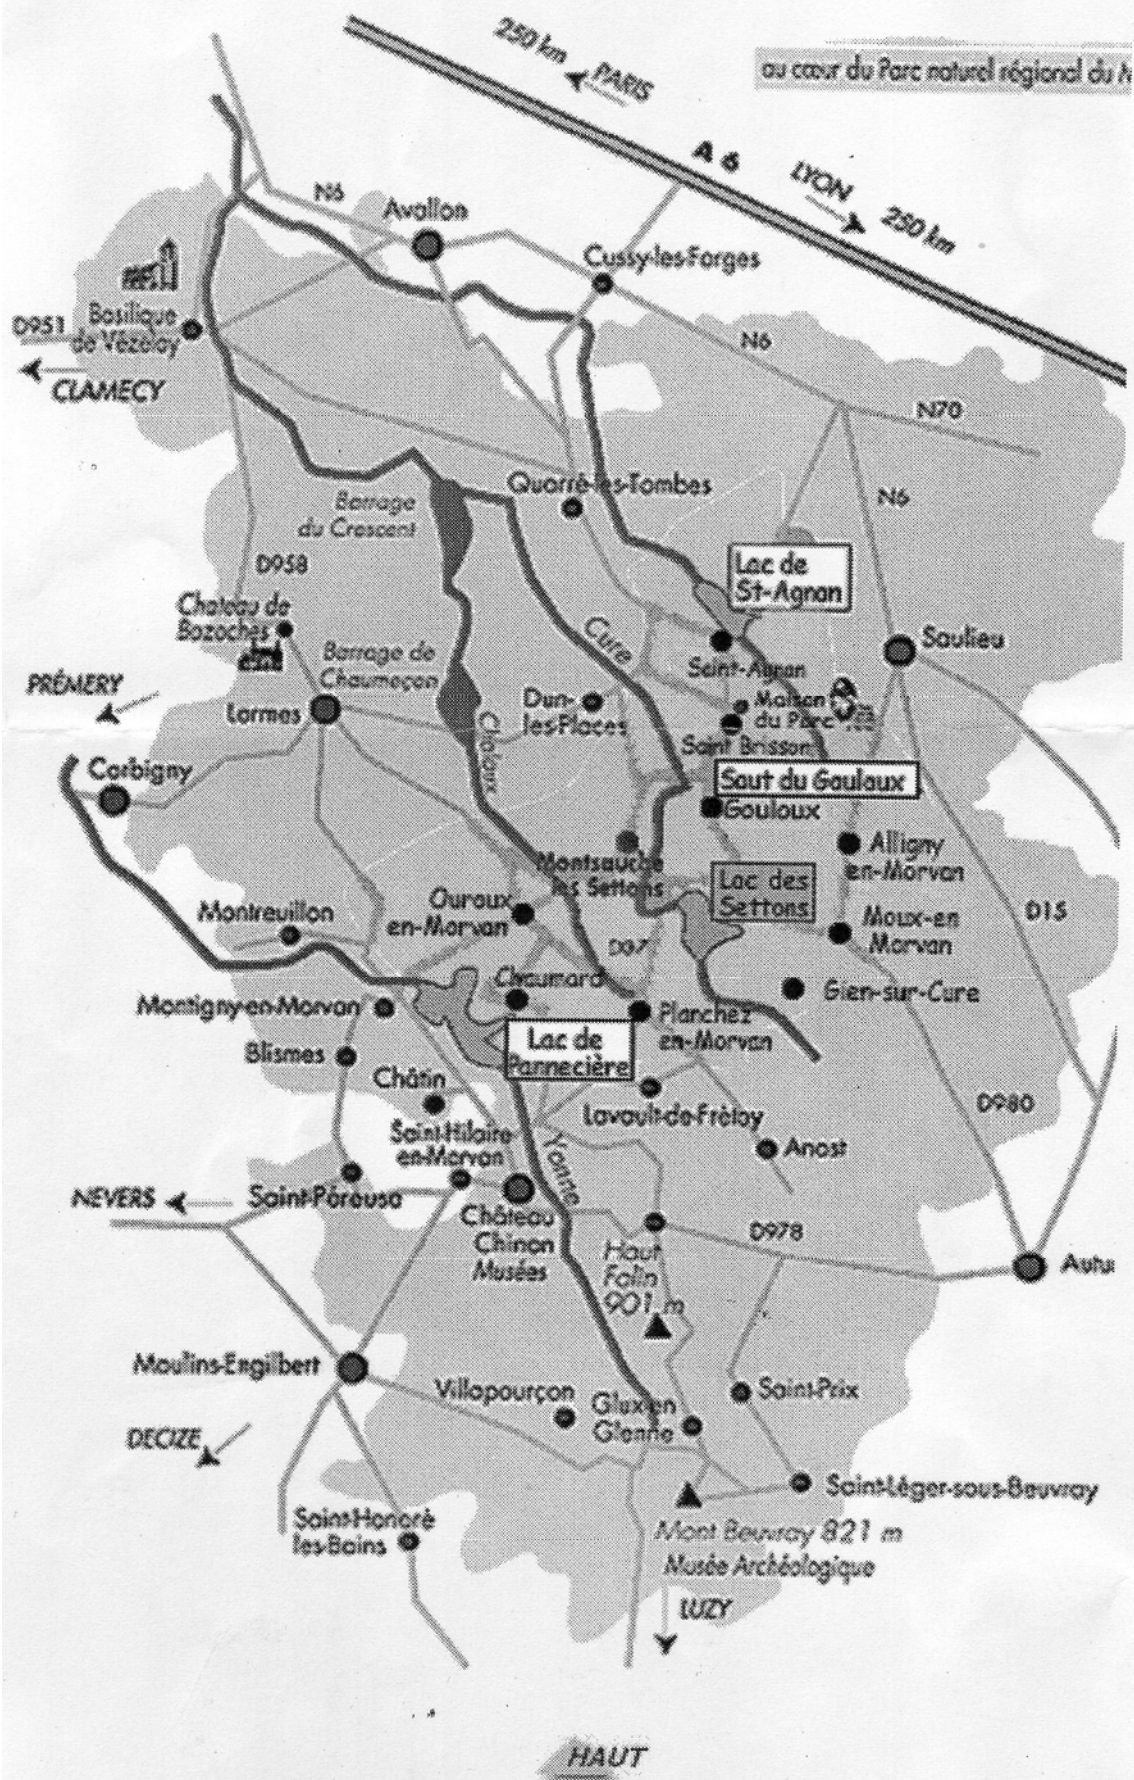 250 km
PARIS
au cœur du Parc naturel régional du M
A 6
LYON
250 km
N6
Avallon
Cussy-les-Forges
D951
Basilique
de Vézelay
N6
CLAMECY
N70
Quarré-les-Tombes
N6
Barrage
du Crescent
D958
Lac de
St-Agnan
Chateau de
Bazoches
Cure
Saulieu
Barrage de
Chaumeçon
Saint-Agnan
PRÉMERY
Dun-
les-Places
Maison
du Parc
Lormes
Chalaux
Saint Brisson
Corbigny
Saut du Goulaux
Gouloux
Alligny
en-Morvan
Montsauche
les Settons
Lac des
Settons
Ouroux
en-Morvan
Montreuillon
Moux-en
Morvan
D15
D37
Chaumard
Gien-sur-Cure
Montigny-en-Morvan
Planchez
en-Morvan
Lac de
Pannecière
Blismes
Châtin
Lavault-de-Frétoy
D980
Saint-Hilaire
en-Morvan
Anost
Yonne
NEVERS
Saint-Péreuse
Château
Chinon
Musées
D978
Haut
Folin
901 m
Autu
Moulins-Engilbert
Villapourçon
Glux-en
Glenne
Saint-Prix
DECIZE
Saint-Léger-sous-Beuvray
Saint-Honoré
les-Bains
Mont Beuvray 821 m
Musée Archéologique
LUZY
HAUT